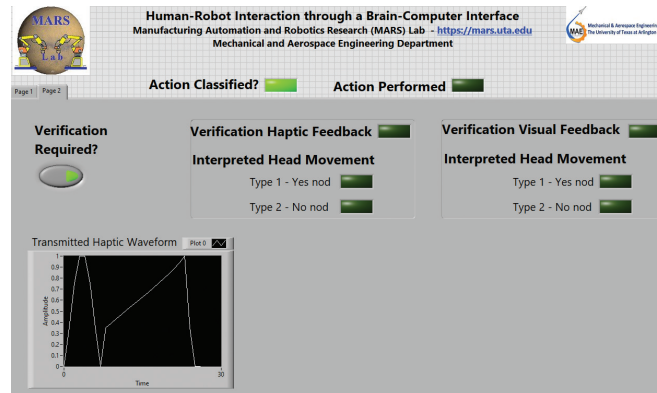 MARS
Lab
Human-Robot Interaction through a Brain-Computer Interface
Manufacturing Automation and Robotics Research (MARS) Lab - https://mars.uta.edu
Mechanical and Aerospace Engineering Department
MAE
Mechanical & Aerospace Engineering
The University of Texas at Arlington
Action Classified?
Action Performed
Page 1 Page 2
Verification
Required?
Verification Haptic Feedback
Interpreted Head Movement
Type 1 - Yes nod
Type 2 - No nod
Verification Visual Feedback
Interpreted Head Movement
Type 1 - Yes nod
Type 2 - No nod
Transmitted Haptic Waveform
Plot 0
Amplitude
1-
0.9-
0.8-
0.7-
0.6-
0.5-
0.4-
0.3-
0.2-
0.1-
0-
0 30
Time